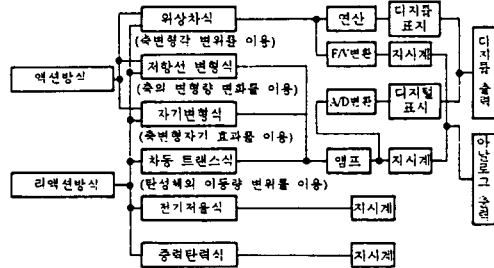 위상차식
연산
디지틀
표지
(축변형각 변위를 이용)
F/V변환
지시계
저항선 변형식
액션방식
(축의 변형량 변화률 이용)
A/D변환
디지털
표시
자기변형식
(축변형자기 효과를 이용)
차동 트랜스식
앰프
지시계
리액션방식
(탄성체의 이동량 변위를 이용)
전기저울식
지시계
중력탄력식
지시계
디지틀 출력
아날로그 출력